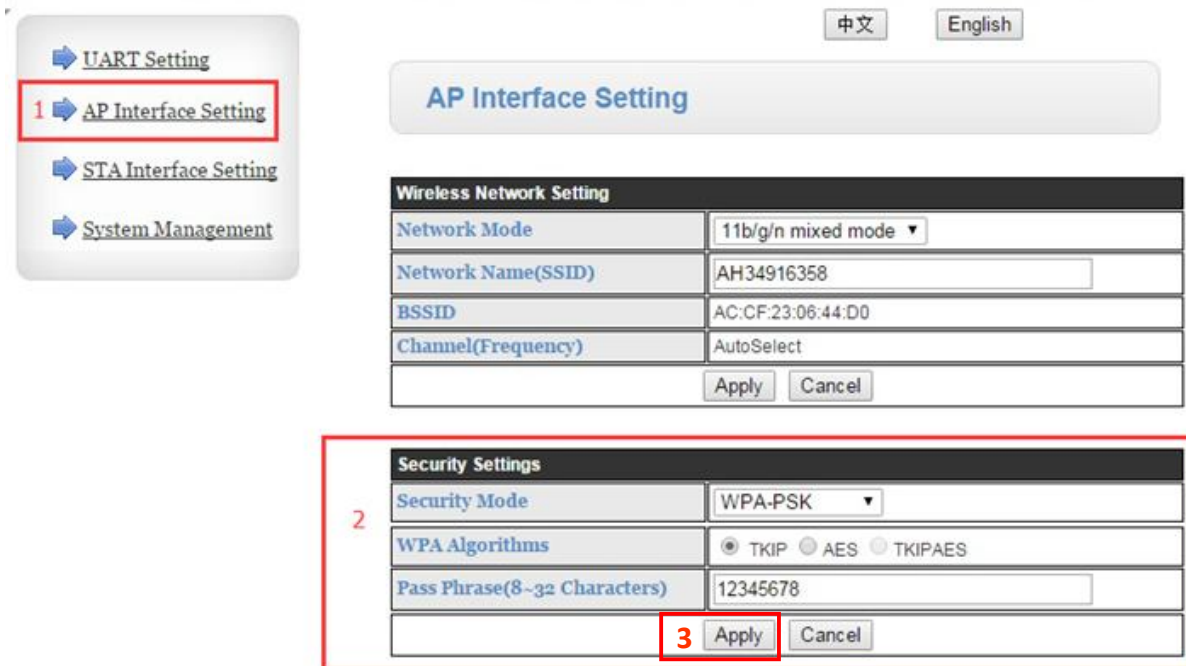 中文 English
UART Setting
1 AP Interface Setting
STA Interface Setting
System Management
AP Interface Setting
Wireless Network Setting
Network Mode 11b/g/n mixed mode
Network Name(SSID) AH34916358
BSSID AC:CF:23:06:44:D0
Channel(Frequency) AutoSelect
Apply Cancel
2
Security Settings
Security Mode WPA-PSK
WPA Algorithms TKIP AES TKIPAES
Pass Phrase(8~32 Characters) 12345678
3 Apply Cancel